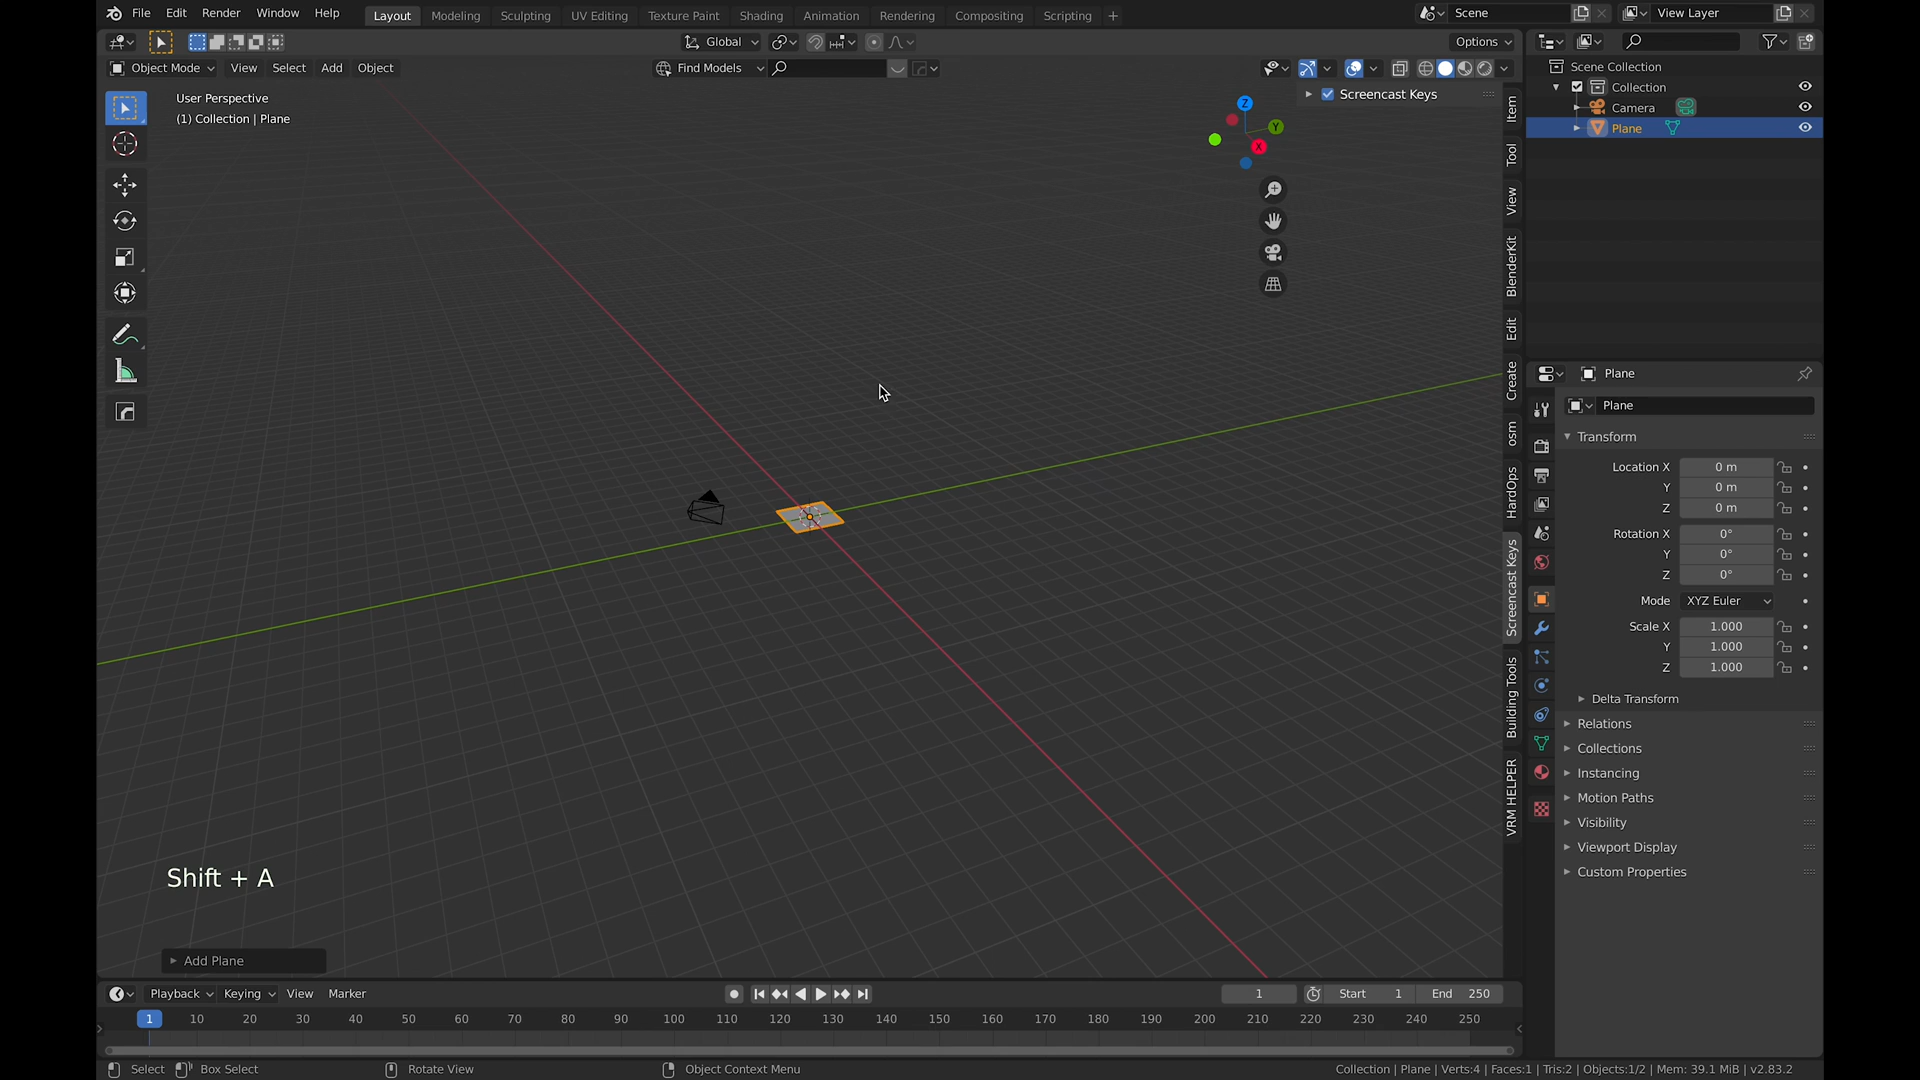 File Edit Render Window Help Layout Modeling Sculpting UV Editing Texture Paint Shading Animation Rendering Compositing Scripting + Scene View Layer
Global Options
Object Mode View Select Add Object Find Models
User Perspective
(1) Collection | Plane
Z
Y
X
Screencast Keys
Item
Tool
View
BlenderKit
Edit
Create
osm
HardOps
Screencast Keys
Building Tools
VRM HELPER
Scene Collection
Collection
Camera
Plane
Plane
Plane
Transform
Location X 0 m
Y 0 m
Z 0 m
Rotation X 0°
Y 0°
Z 0°
Mode XYZ Euler
Scale X 1.000
Y 1.000
Z 1.000
Delta Transform
Relations
Collections
Instancing
Motion Paths
Visibility
Viewport Display
Custom Properties
Shift + A
Add Plane
Playback Keying View Marker 1 Start 1 End 250
1 10 20 30 40 50 60 70 80 90 100 110 120 130 140 150 160 170 180 190 200 210 220 230 240 250
Select Box Select Rotate View Object Context Menu Collection | Plane | Verts:4 | Faces:1 | Tris:2 | Objects:1/2 | Mem: 39.1 MiB | v2.83.2